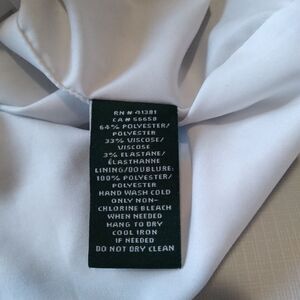 RN # 41381
CA # 56658
64% POLYESTER/
POLYESTER
33% VISCOSE/
VISCOSE
3% ELASTANE/
ÉLASTHANNE
LINING/DOUBLURE:
100% POLYESTER/
POLYESTER
HAND WASH COLD
ONLY NON-
CHLORINE BLEACH
WHEN NEEDED
HANG TO DRY
COOL IRON
IF NEEDED
DO NOT DRY CLEAN